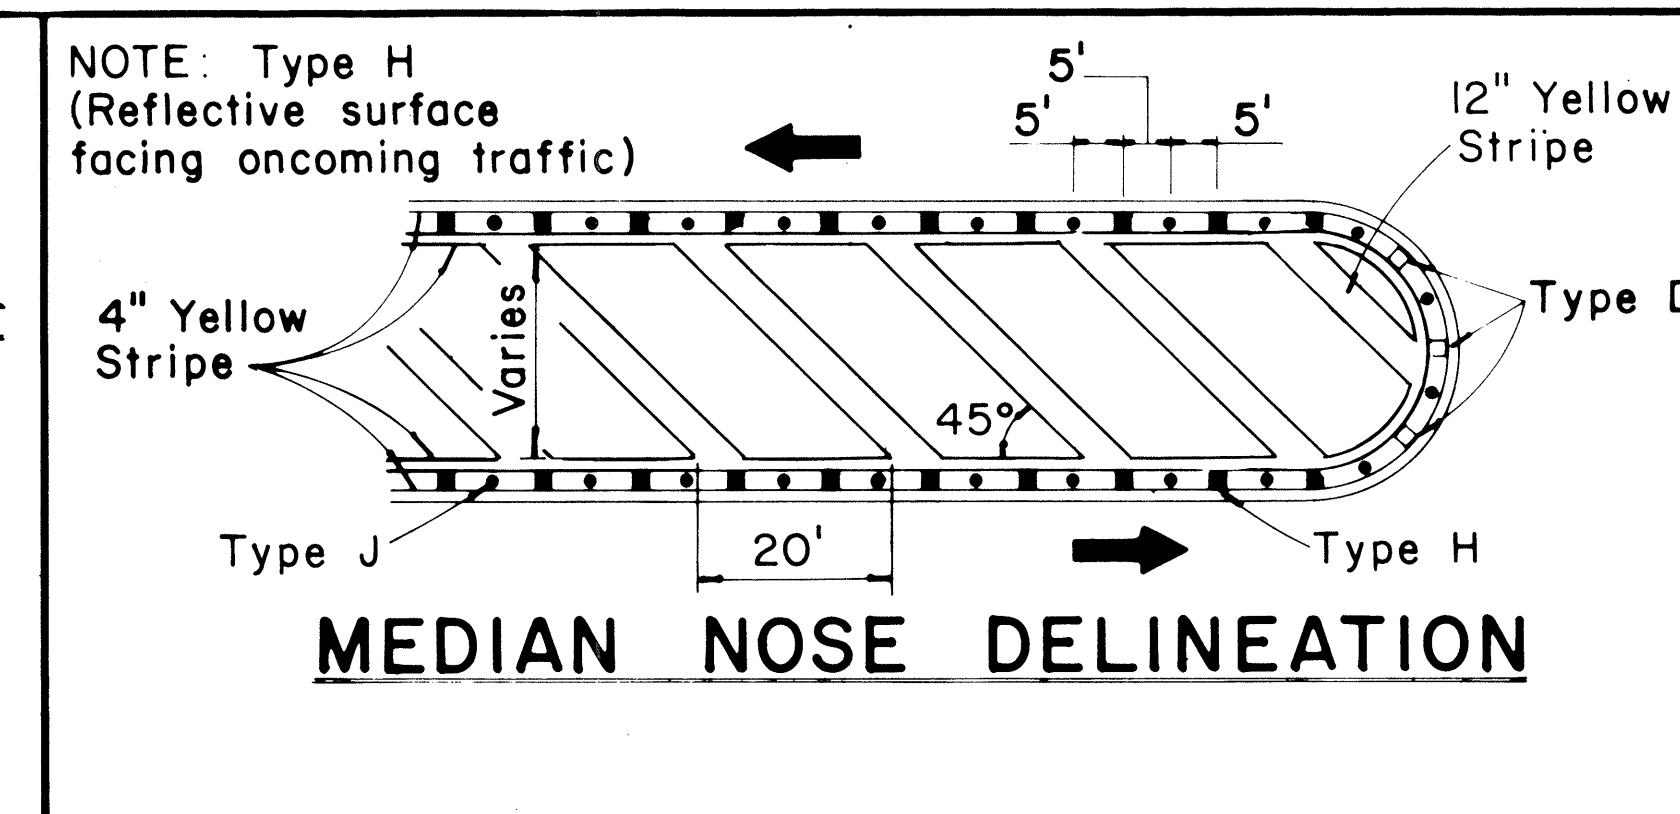 NOTE: Type H
(Reflective surface
facing oncoming traffic)
5'
5'
5'
12" Yellow
Stripe
Type
4" Yellow
Stripe
Varies
45°
Type J
20'
Type H
MEDIAN NOSE DELINEATION